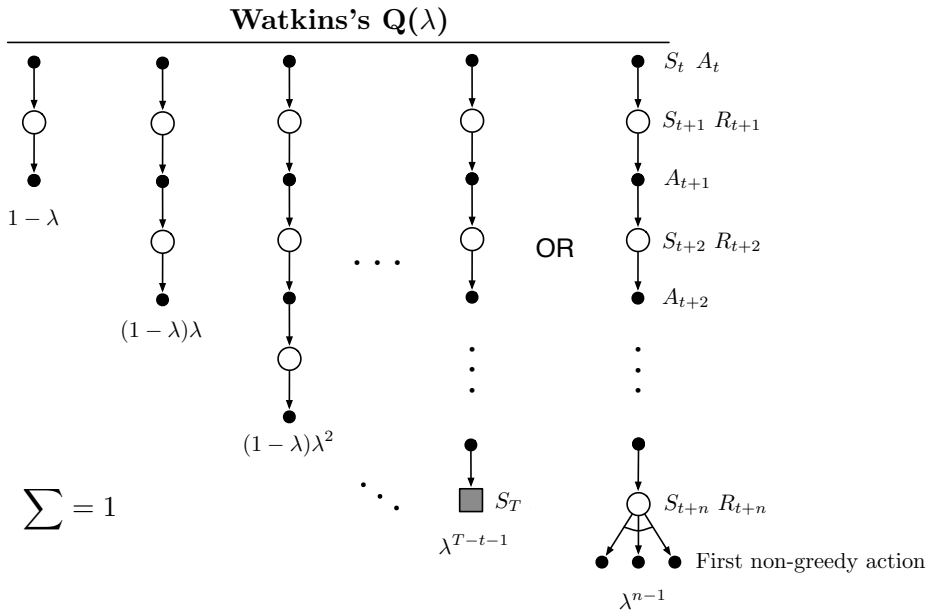 Watkins's Q(λ)
S_t A_t
S_{t+1} R_{t+1}
A_{t+1}
1 − λ
S_{t+2} R_{t+2}
OR
A_{t+2}
(1 − λ)λ
(1 − λ)λ^2
∑ = 1
S_T
S_{t+n} R_{t+n}
λ^{T−t−1}
First non-greedy action
λ^{n−1}